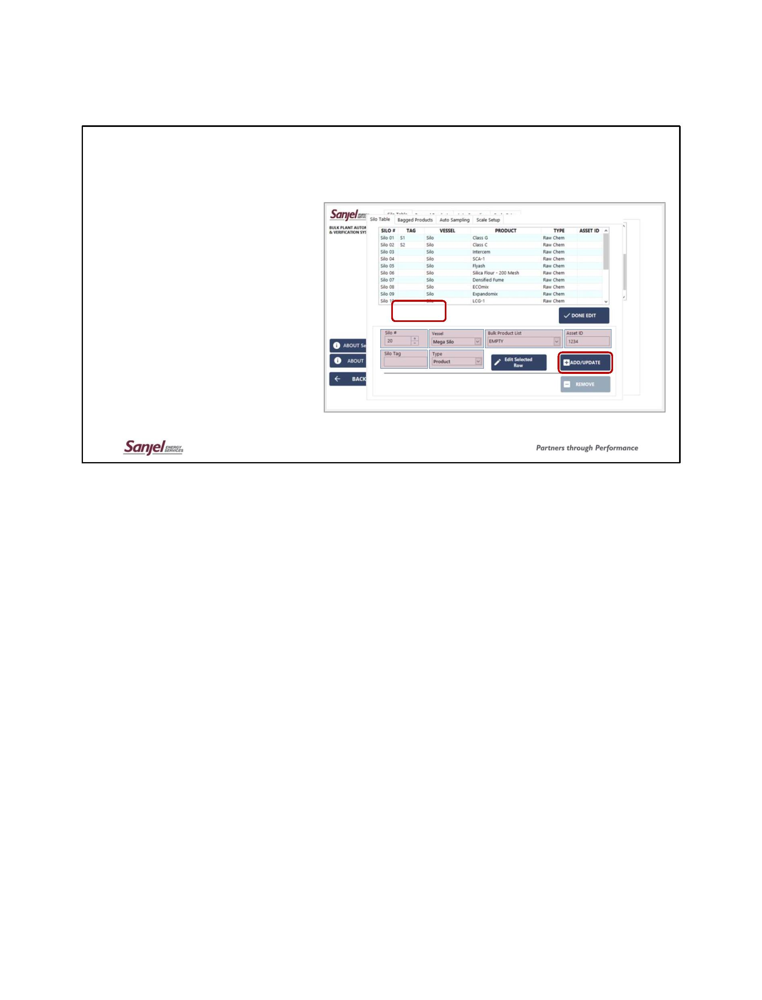 Sanjel ENERGY SERVICES
BULK PLANT AUTOM
& VERIFICATION SYS
Silo Table Bagged Products Auto Sampling Scale Setup
SILO # TAG VESSEL PRODUCT TYPE ASSET ID
Silo 01 S1 Silo Class G Raw Chem
Silo 02 S2 Silo Class C Raw Chem
Silo 03 Silo Intercem Raw Chem
Silo 04 Silo SCA-1 Raw Chem
Silo 05 Silo Flyash Raw Chem
Silo 06 Silo Silica Flour - 200 Mesh Raw Chem
Silo 07 Silo Densified Fume Raw Chem
Silo 08 Silo ECOmix Raw Chem
Silo 09 Silo Expandomix Raw Chem
Silo 10 Silo LCG-1 Raw Chem
DONE EDIT
Silo # Vessel Bulk Product List Asset ID
20 Mega Silo EMPTY 1234
Silo Tag Type
Product
Edit Selected
Row
ADD/UPDATE
REMOVE
ABOUT Se
ABOUT
BACK
Sanjel ENERGY SERVICES
Partners through Performance